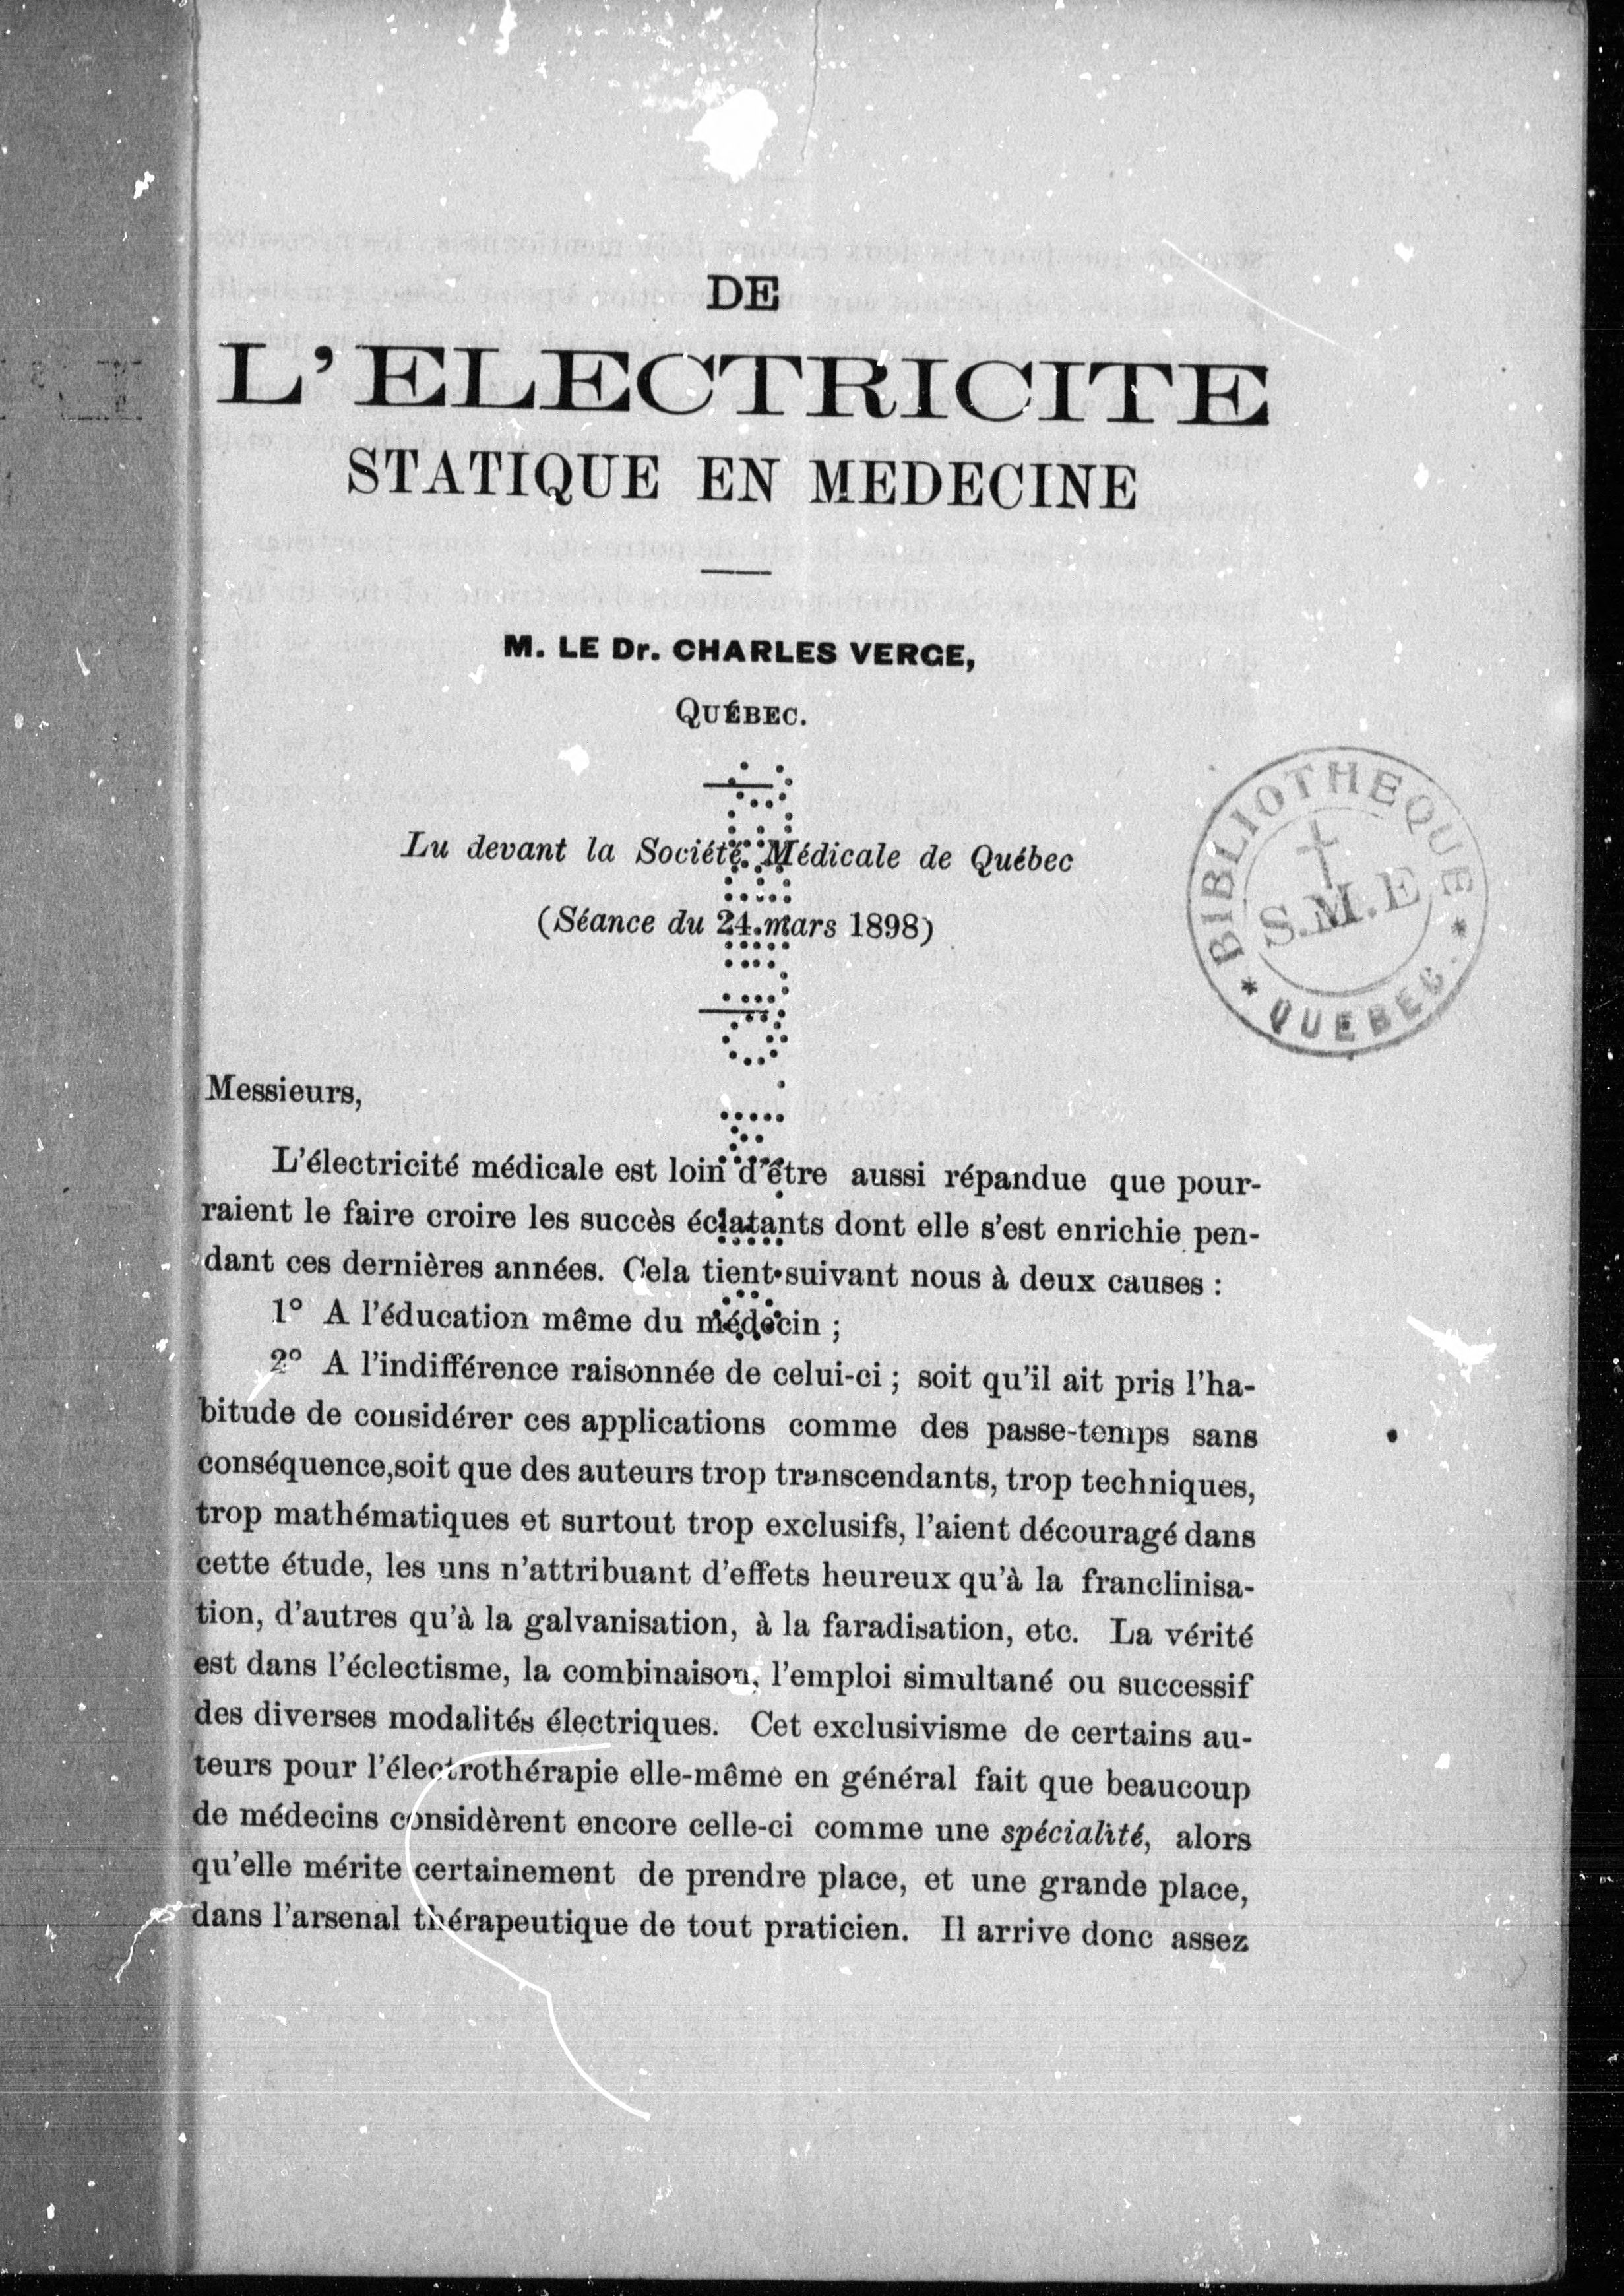 DE
L'ELECTRICITE
STATIQUE EN MEDECINE
M. LE Dr. CHARLES VERGE,
QUÉBEC.
Lu devant la Société Médicale de Québec
(Séance du 24 mars 1898)
BIBLIOTHEQUE
S.M.E
* QUEBEC. *
Messieurs,
L'électricité médicale est loin d'être aussi répandue que pour-
raient le faire croire les succès éclatants dont elle s'est enrichie pen-
dant ces dernières années. Cela tient suivant nous à deux causes :
1° A l'éducation même du médecin ;
2° A l'indifférence raisonnée de celui-ci ; soit qu'il ait pris l'ha-
bitude de considérer ces applications comme des passe-temps sans
conséquence,soit que des auteurs trop transcendants, trop techniques,
trop mathématiques et surtout trop exclusifs, l'aient découragé dans
cette étude, les uns n'attribuant d'effets heureux qu'à la franclinisa-
tion, d'autres qu'à la galvanisation, à la faradisation, etc. La vérité
est dans l'éclectisme, la combinaison, l'emploi simultané ou successif
des diverses modalités électriques. Cet exclusivisme de certains au-
teurs pour l'électrothérapie elle-même en général fait que beaucoup
de médecins considèrent encore celle-ci comme une spécialité, alors
qu'elle mérite certainement de prendre place, et une grande place,
dans l'arsenal thérapeutique de tout praticien. Il arrive donc assez